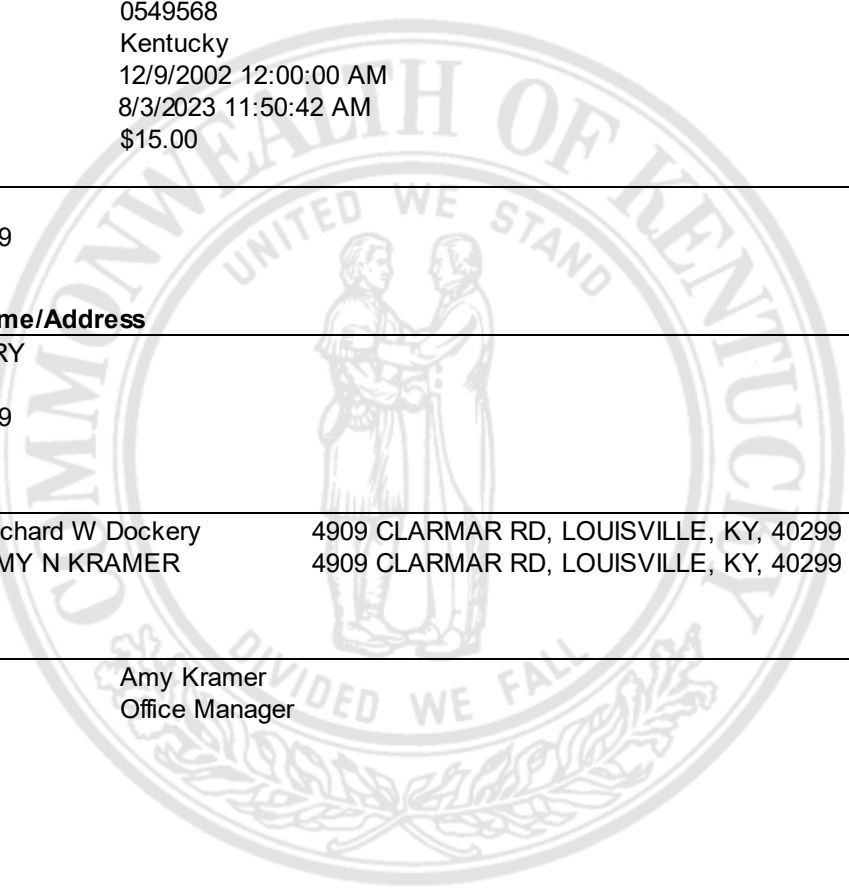 0549568
Kentucky
12/9/2002 12:00:00 AM
8/3/2023 11:50:42 AM
$15.00
9
me/Address
RY
9
chard W Dockery 4909 CLARMAR RD, LOUISVILLE, KY, 40299
MY N KRAMER 4909 CLARMAR RD, LOUISVILLE, KY, 40299
Amy Kramer
Office Manager
COMMONWEALTH OF KENTUCKY
UNITED WE STAND
DIVIDED WE FALL